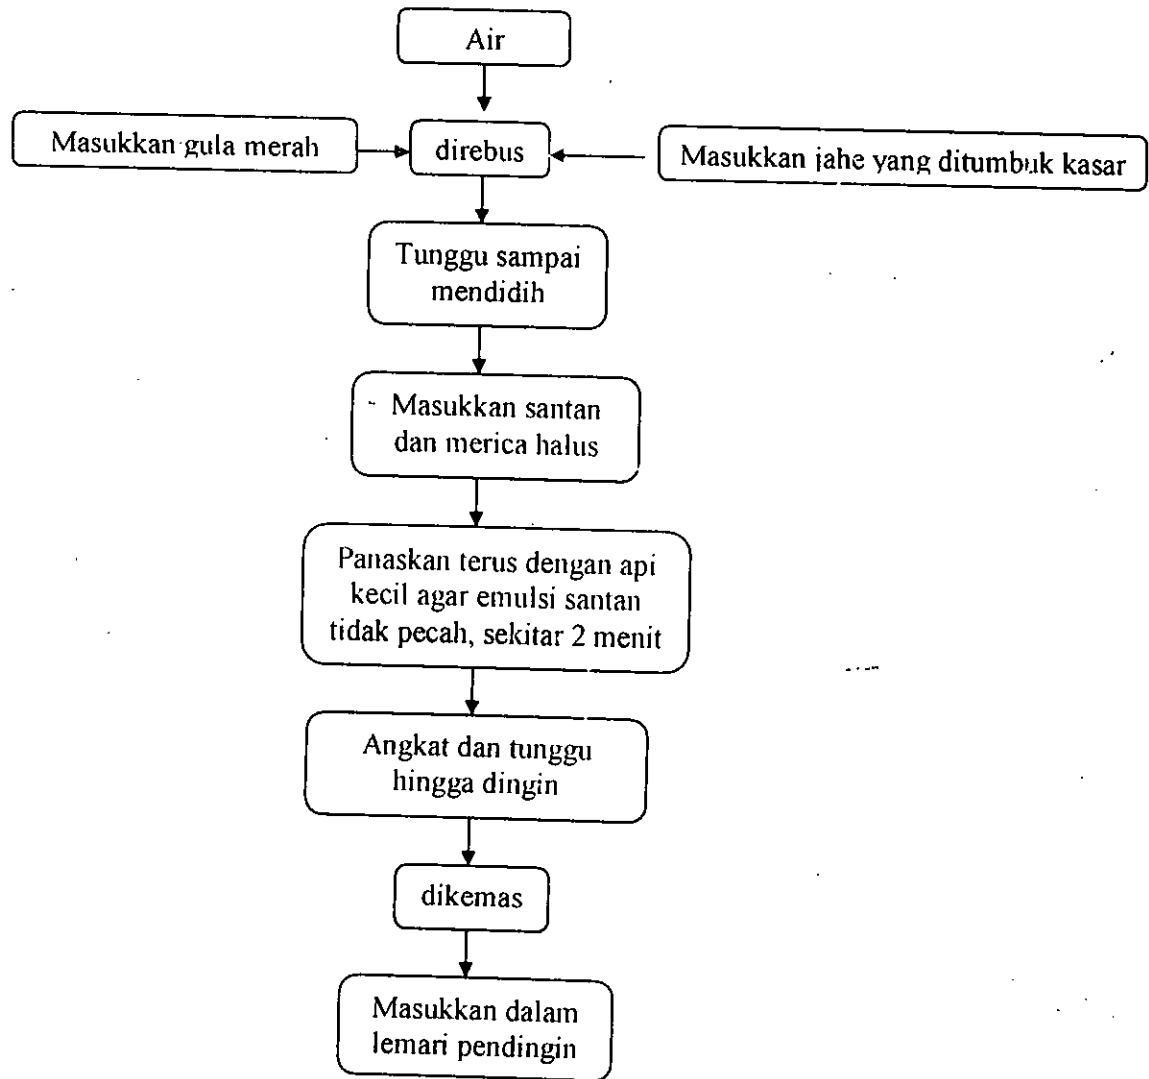 Air
Masukkan gula merah
direbus
Masukkan jahe yang ditumbuk kasar
Tunggu sampai
mendidih
Masukkan santan
dan merica halus
Panaskan terus dengan api
kecil agar emulsi santan
tidak pecah, sekitar 2 menit
Angkat dan tunggu
hingga dingin
dikemas
Masukkan dalam
lemari pendingin